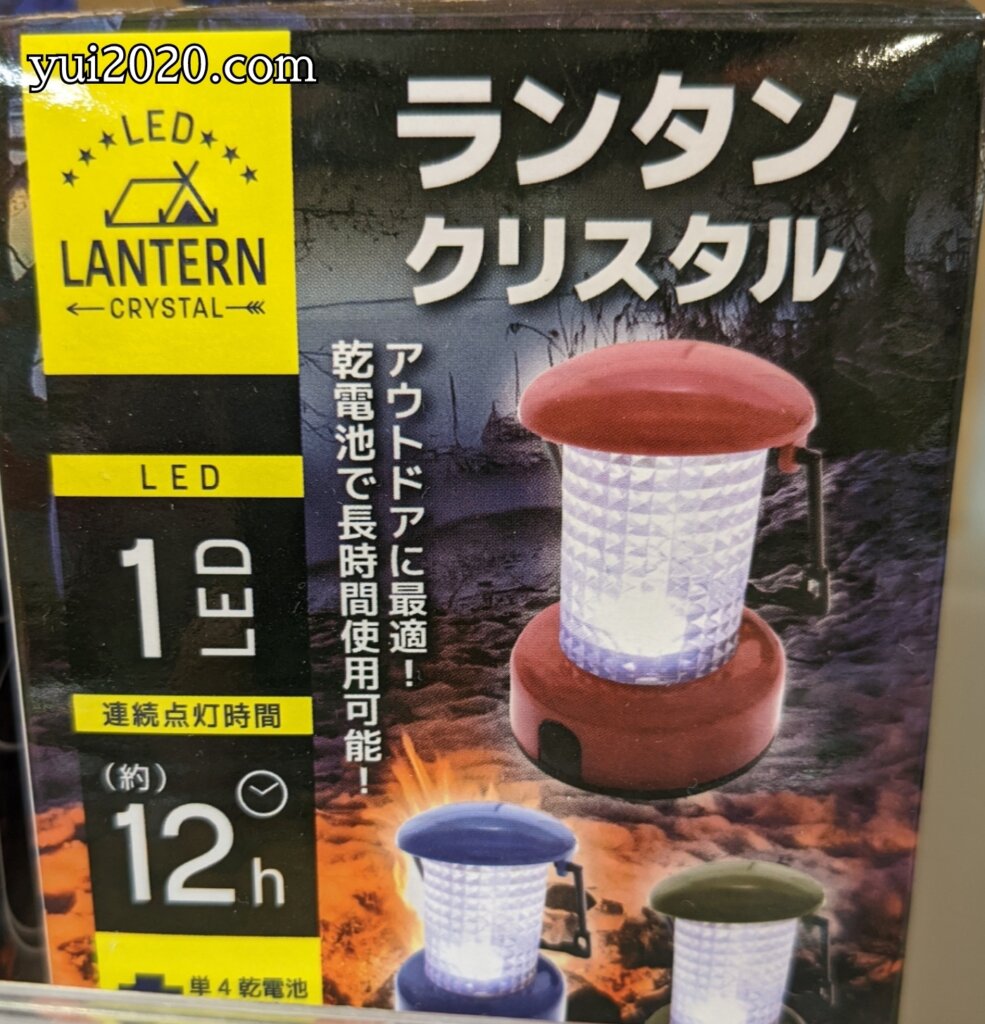 yui2020.com
LED
LANTERN
CRYSTAL
ランタン
クリスタル
アウトドアに最適！
乾電池で長時間使用可能！
LED
1 LED
連続点灯時間
（約）
12h
単4乾電池